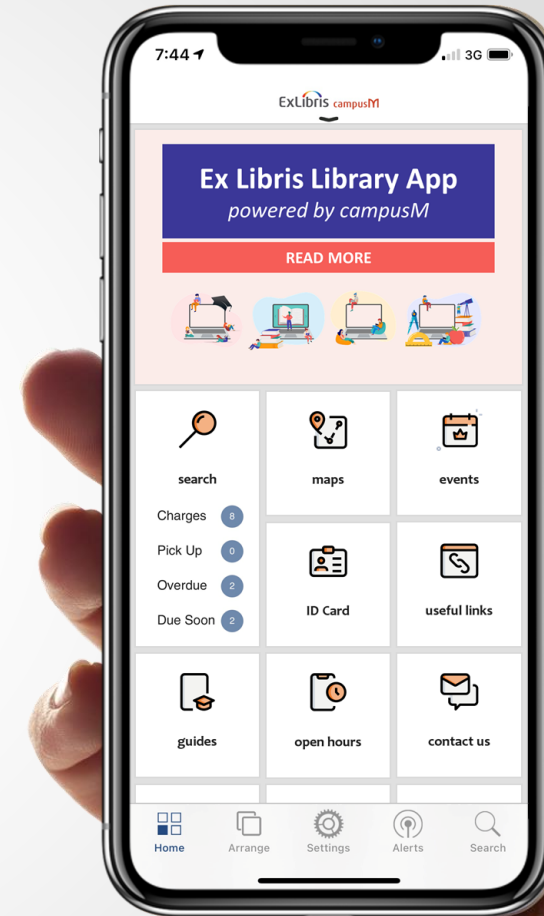 7:44
3G
ExLibris campusM
Ex Libris Library App
powered by campusM
READ MORE
search
maps
events
Charges 8
Pick Up 0
Overdue 2
Due Soon 2
ID Card
useful links
guides
open hours
contact us
Home
Arrange
Settings
Alerts
Search